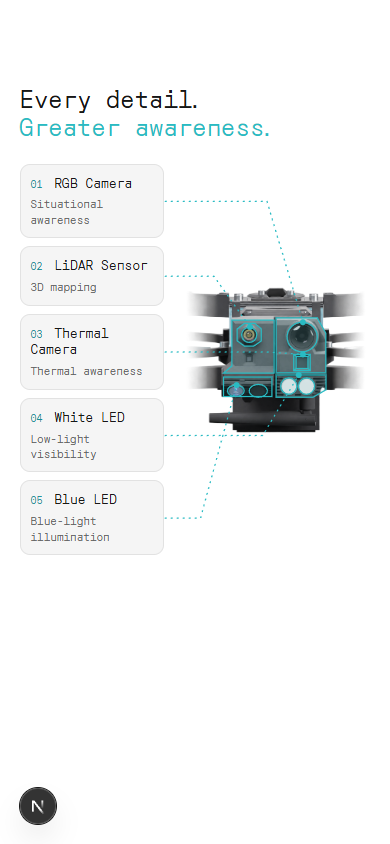 Every detail.
Greater awareness.
01 RGB Camera
Situational
awareness
02 LiDAR Sensor
3D mapping
03 Thermal
Camera
Thermal awareness
04 White LED
Low-light
visibility
05 Blue LED
Blue-light
illumination
N